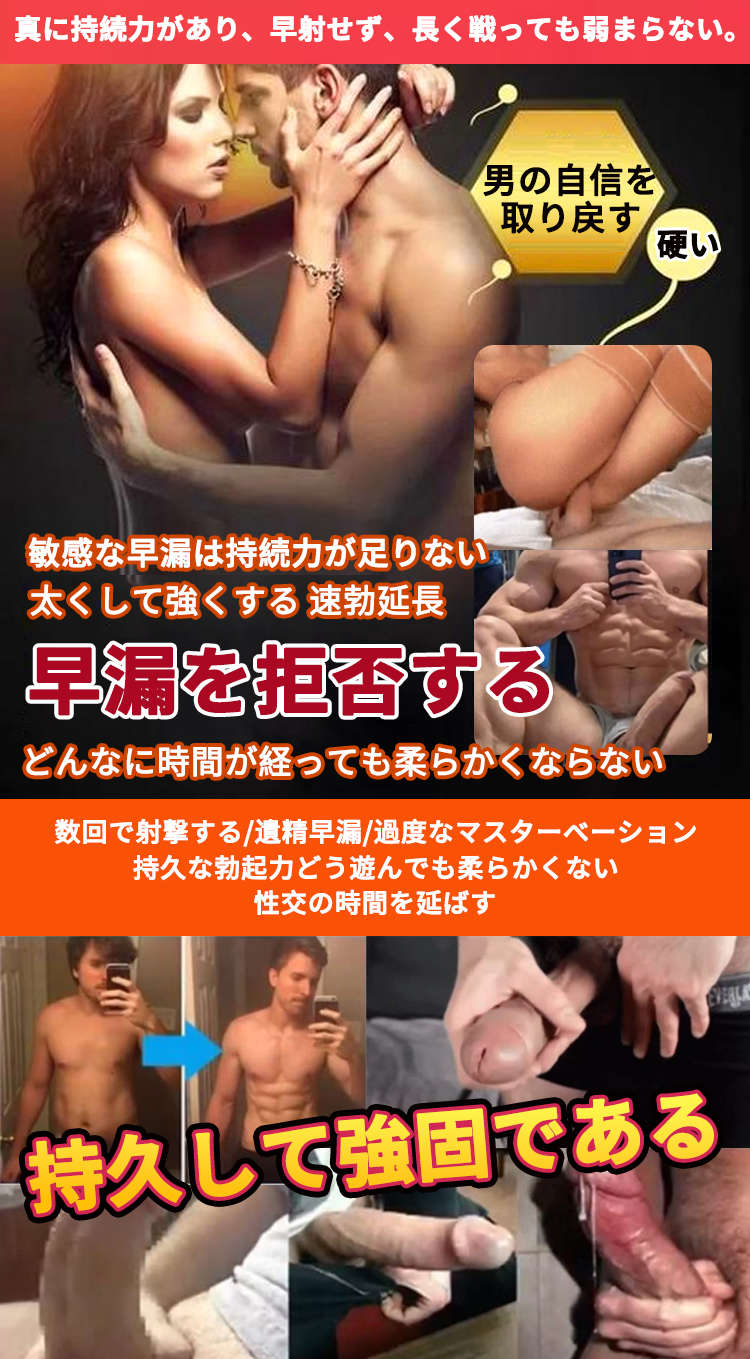 真に持続力があり、早射せず、長く戦っても弱まらない。
男の自信を
取り戻す
硬い
敏感な早漏は持続力が足りない
太くして強くする 速勃延長
早漏を拒否する
どんなに時間が経っても柔らかくならない
数回で射撃する/遺精早漏/過度なマスターベーション
持久な勃起力どう遊んでも柔らかくない
性交の時間を延ばす
EVERLA
持久して強固である